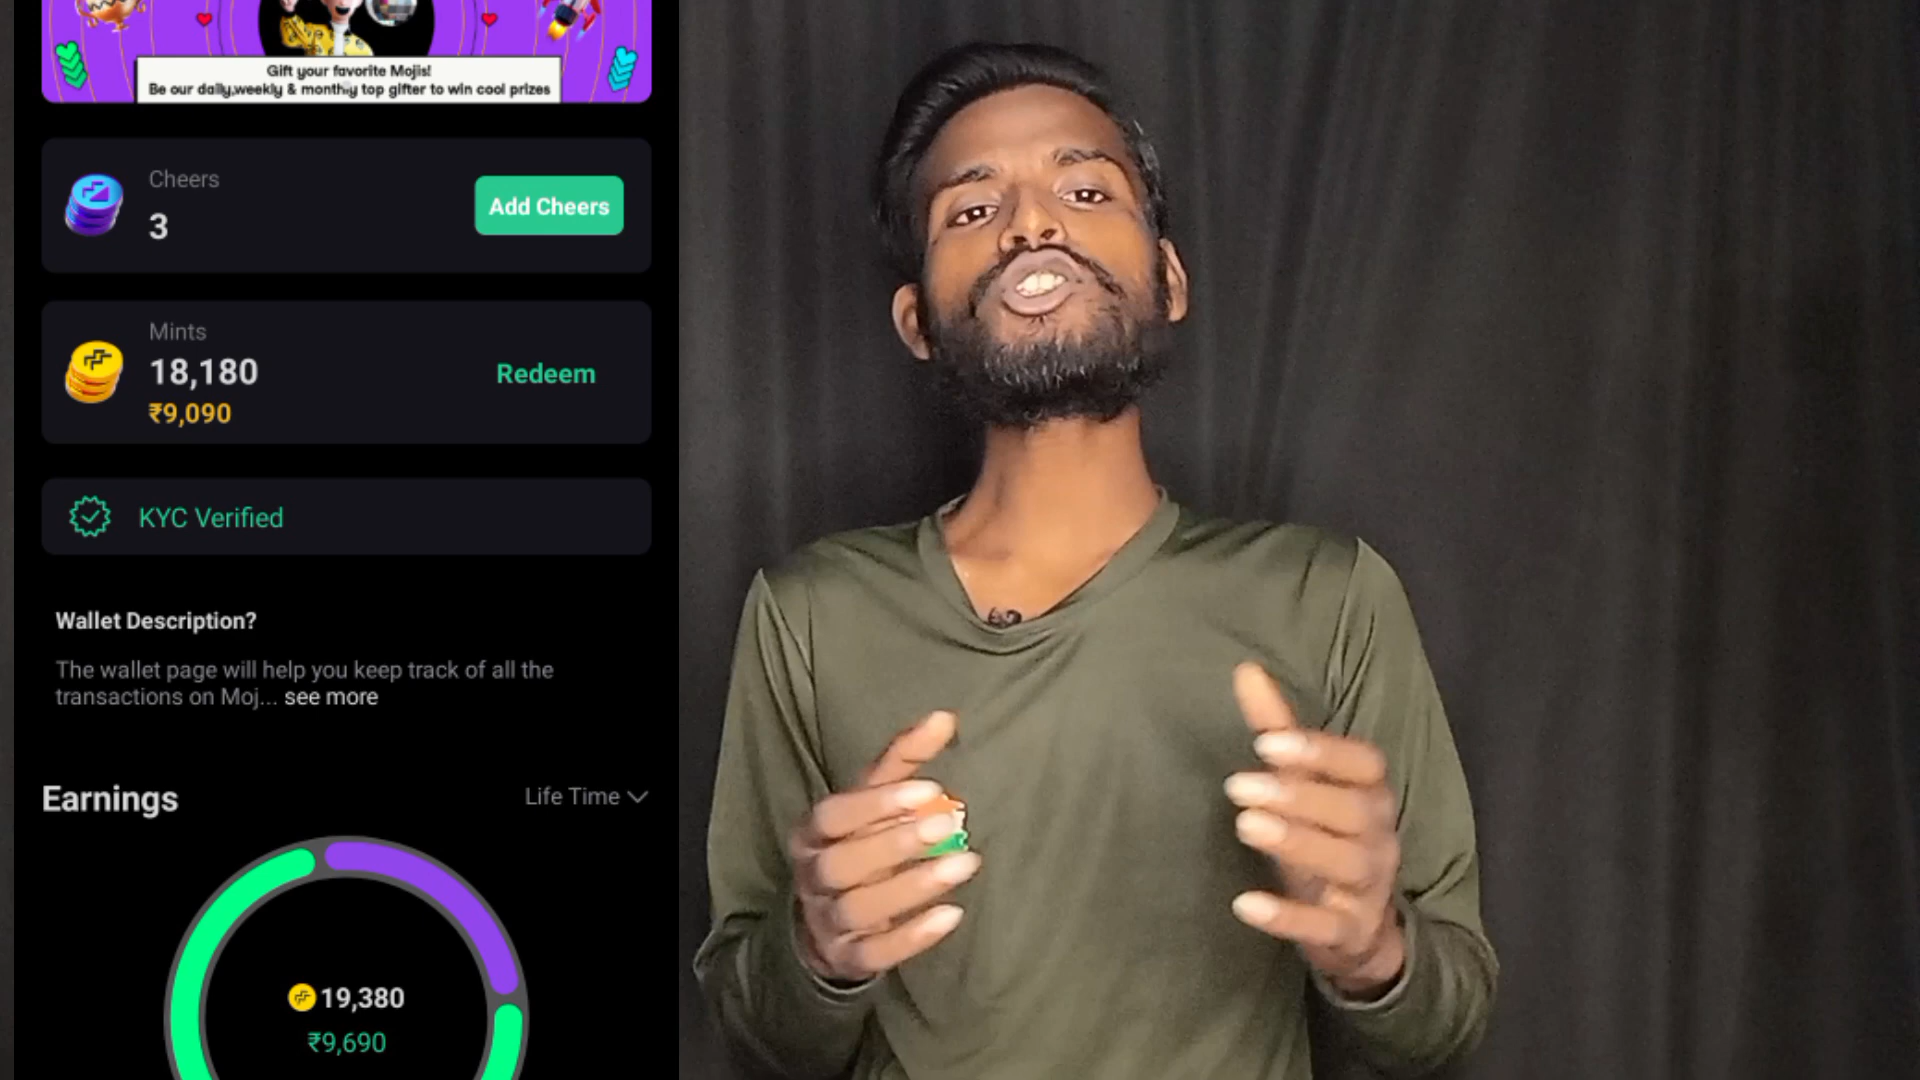 Gift your favorite Mojis!
Be our daily,weekly & monthly top gifter to win cool prizes
Cheers
3
Add Cheers
Mints
18,180
₹9,090
Redeem
KYC Verified
Wallet Description?
The wallet page will help you keep track of all the
transactions on Moj... see more
Earnings
Life Time
19,380
₹9,690